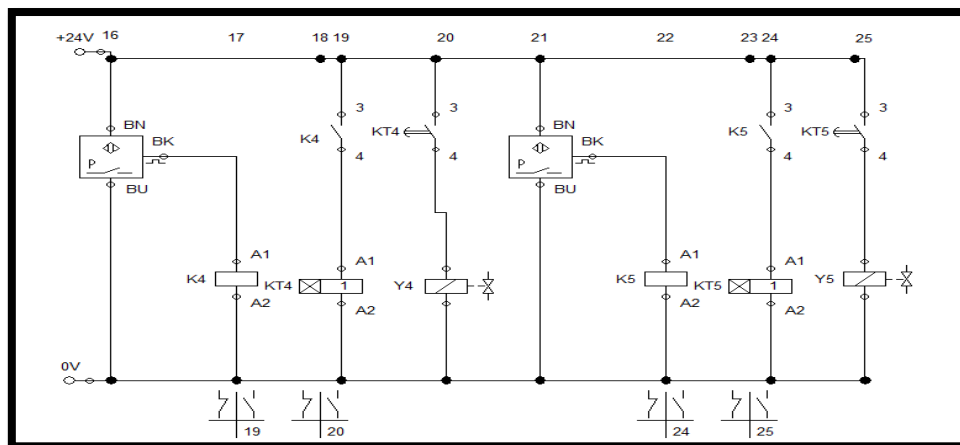 +24V 16 17 18 19 20 21 22 23 24 25
BN BK P BU
K4 A1 A2
K4 3 4
KT4 A1 1 A2
KT4 3 4
Y4
BN BK P BU
K5 A1 A2
K5 3 4
KT5 A1 1 A2
KT5 3 4
Y5
0V
19 20 24 25